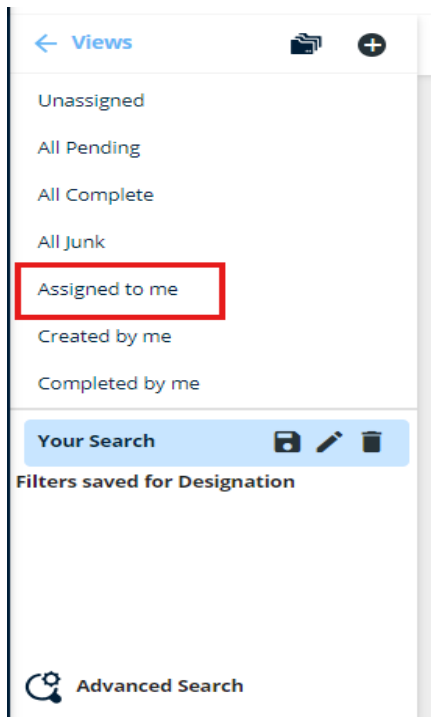 Views
Unassigned
All Pending
All Complete
All Junk
Assigned to me
Created by me
Completed by me
Your Search
Filters saved for Designation
Advanced Search